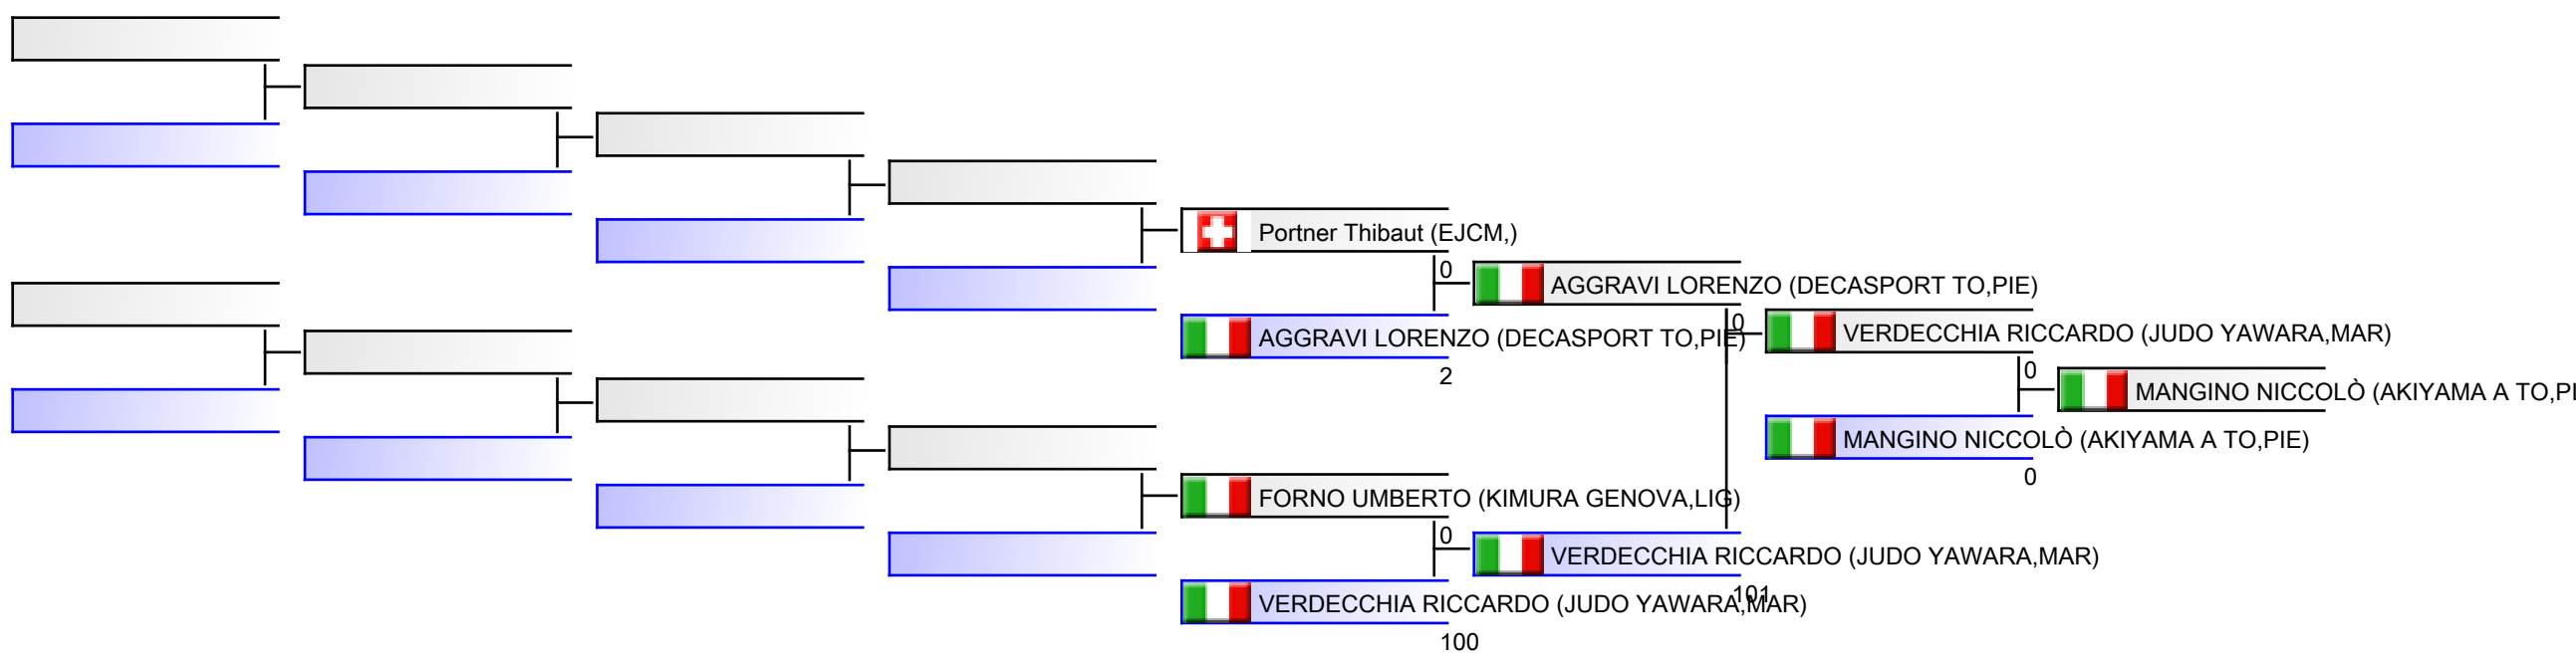 Portner Thibaut (EJCM,)
0
AGGRAVI LORENZO (DECASPORT TO,PIE)
AGGRAVI LORENZO (DECASPORT TO,PIE)
2
0
VERDECCHIA RICCARDO (JUDO YAWARA,MAR)
0
MANGINO NICCOLÒ (AKIYAMA A TO,PI
MANGINO NICCOLÒ (AKIYAMA A TO,PIE)
0
FORNO UMBERTO (KIMURA GENOVA,LIG)
0
VERDECCHIA RICCARDO (JUDO YAWARA,MAR)
101
VERDECCHIA RICCARDO (JUDO YAWARA,MAR)
100